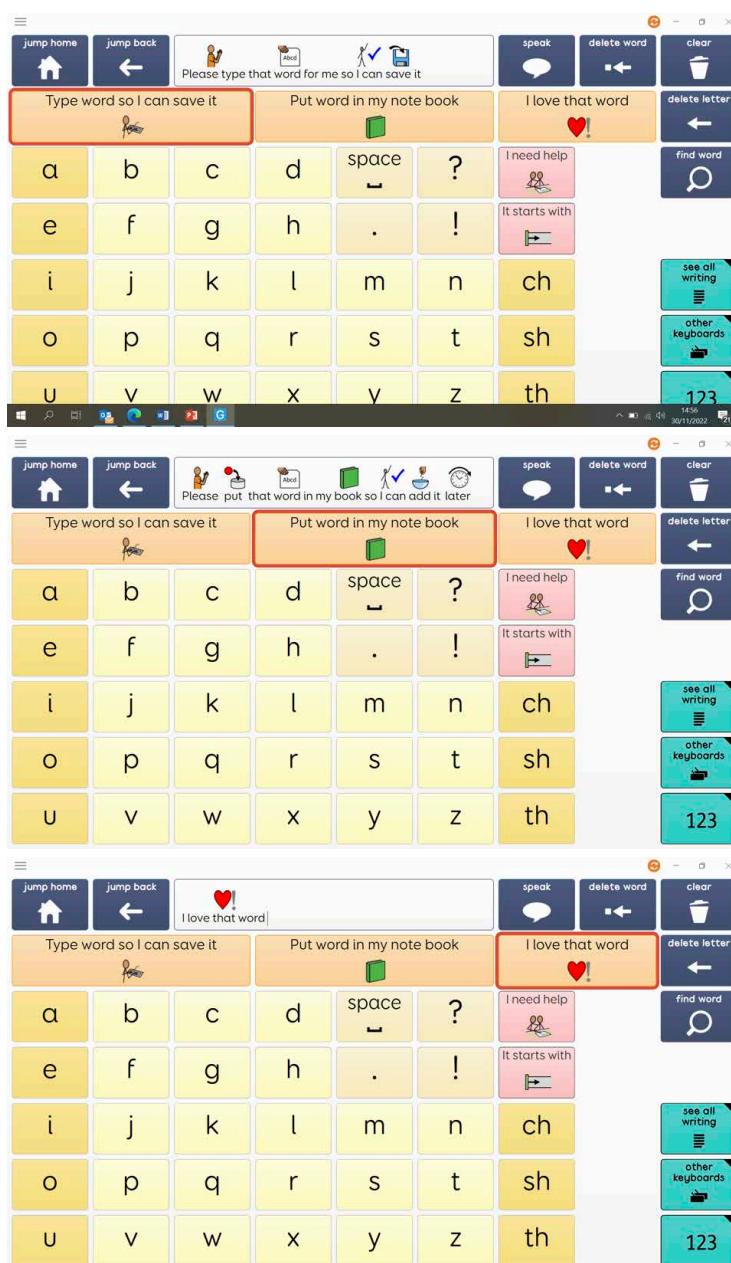 jump home jump back Please type that word for me so I can save it speak delete word clear
Abcd
Type word so I can save it Put word in my note book I love that word delete letter
a b c d space ? I need help find word
e f g h . ! It starts with
i j k l m n ch see all writing
o p q r s t sh other keyboards
u v w x y z th 123
14:56
30/11/2022
21
jump home jump back Please put that word in my book so I can add it later speak delete word clear
Abcd
Type word so I can save it Put word in my note book I love that word delete letter
a b c d space ? I need help find word
e f g h . ! It starts with
i j k l m n ch see all writing
o p q r s t sh other keyboards
u v w x y z th 123
jump home jump back I love that word speak delete word clear
Type word so I can save it Put word in my note book I love that word delete letter
a b c d space ? I need help find word
e f g h . ! It starts with
i j k l m n ch see all writing
o p q r s t sh other keyboards
u v w x y z th 123